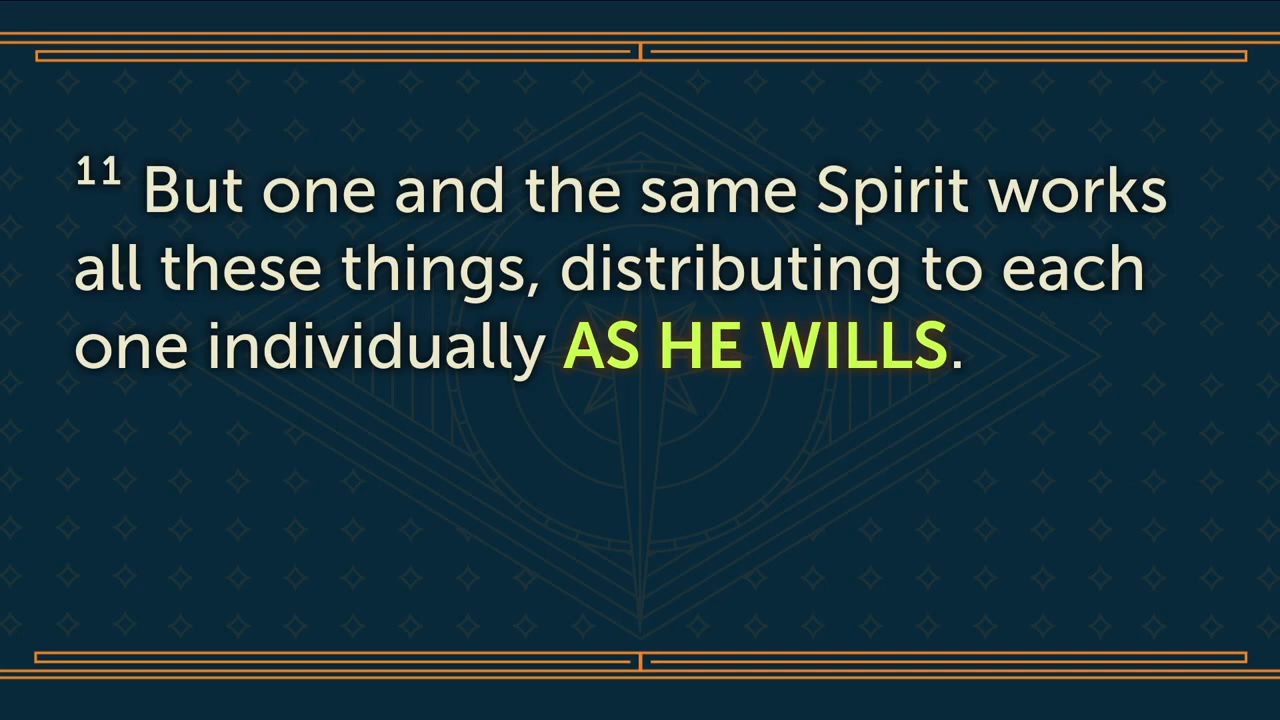 11 But one and the same Spirit works
all these things, distributing to each
one individually AS HE WILLS.